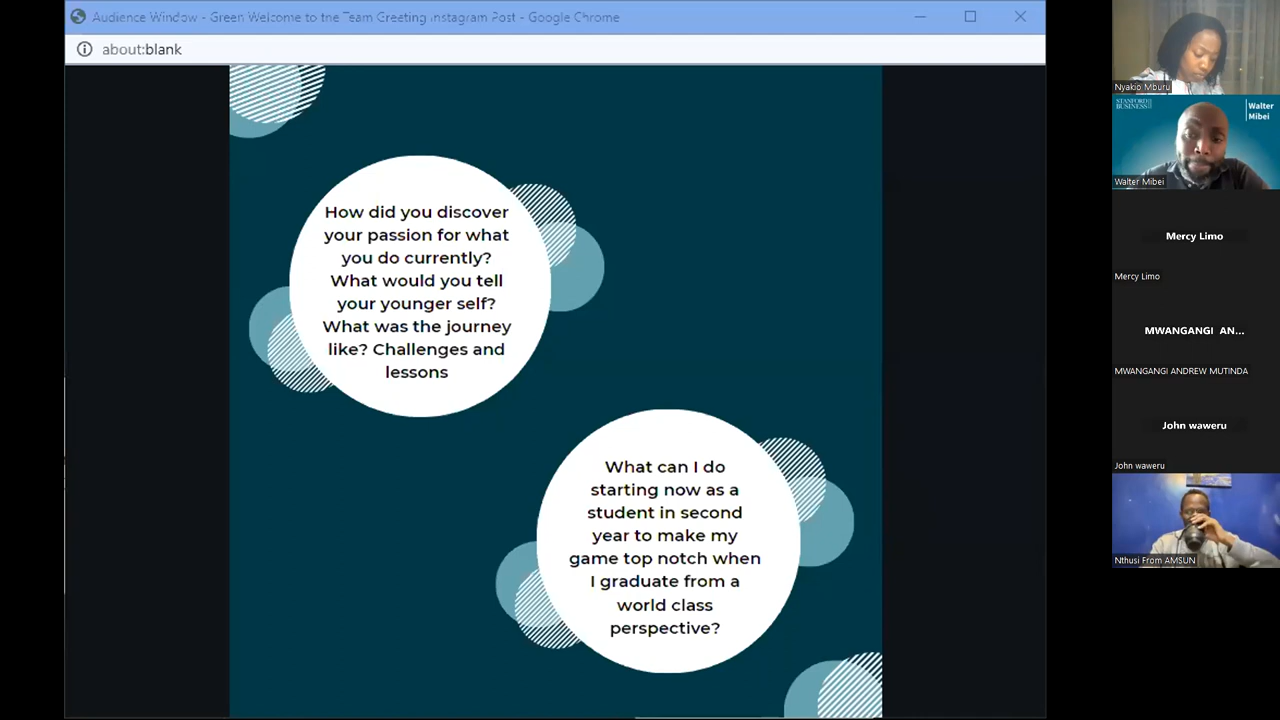 Audience Window - Green Welcome to the Team Greeting Instagram Post - Google Chrome
about:blank
How did you discover
your passion for what
you do currently?
What would you tell
your younger self?
What was the journey
like? Challenges and
lessons
What can I do
starting now as a
student in second
year to make my
game top notch when
I graduate from a
world class
perspective?
Nyakio Mburu
STANFORD
BUSINESS
Walter
Mibei
Walter Mibei
Mercy Limo
Mercy Limo
MWANGANGI AN...
MWANGANGI ANDREW MUTINDA
John waweru
John waweru
Nthusi From AMSUN